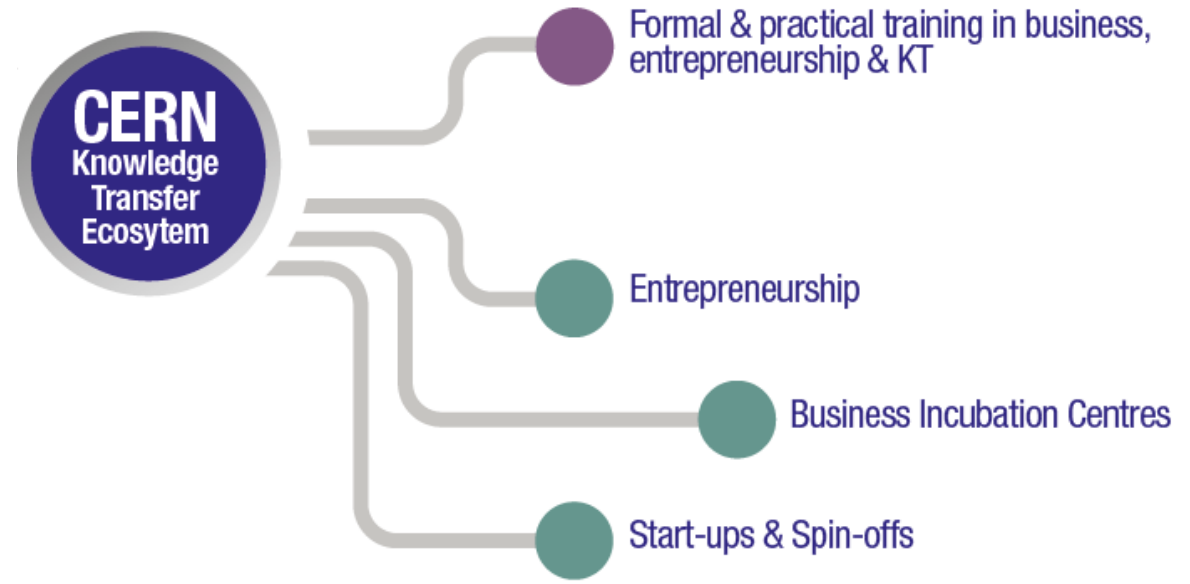 CERN
Knowledge
Transfer
Ecosytem
Formal & practical training in business,
entrepreneurship & KT
Entrepreneurship
Business Incubation Centres
Start-ups & Spin-offs